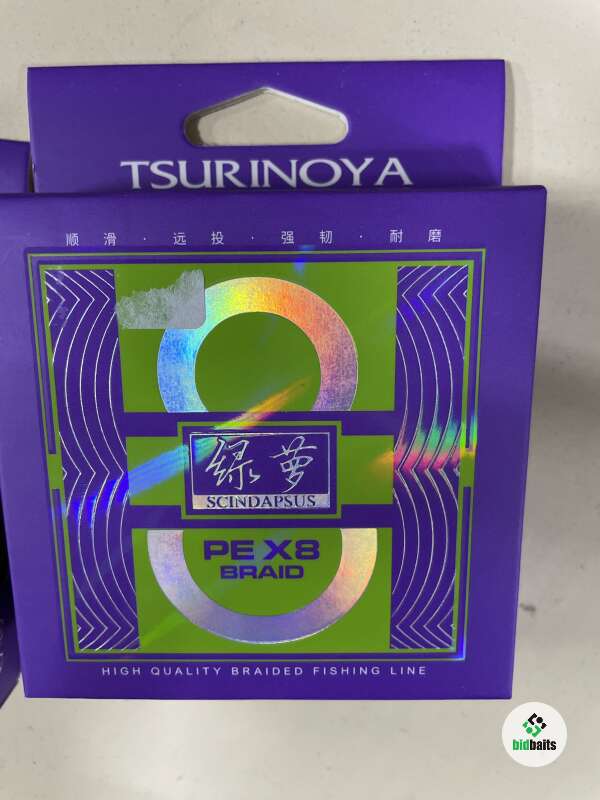 TSURINOYA
顺 滑 · 远 投 · 强 韧 · 耐 磨
绿萝
SCINDAPSUS
PE X8
BRAID
HIGH QUALITY BRAIDED FISHING LINE
bidbaits